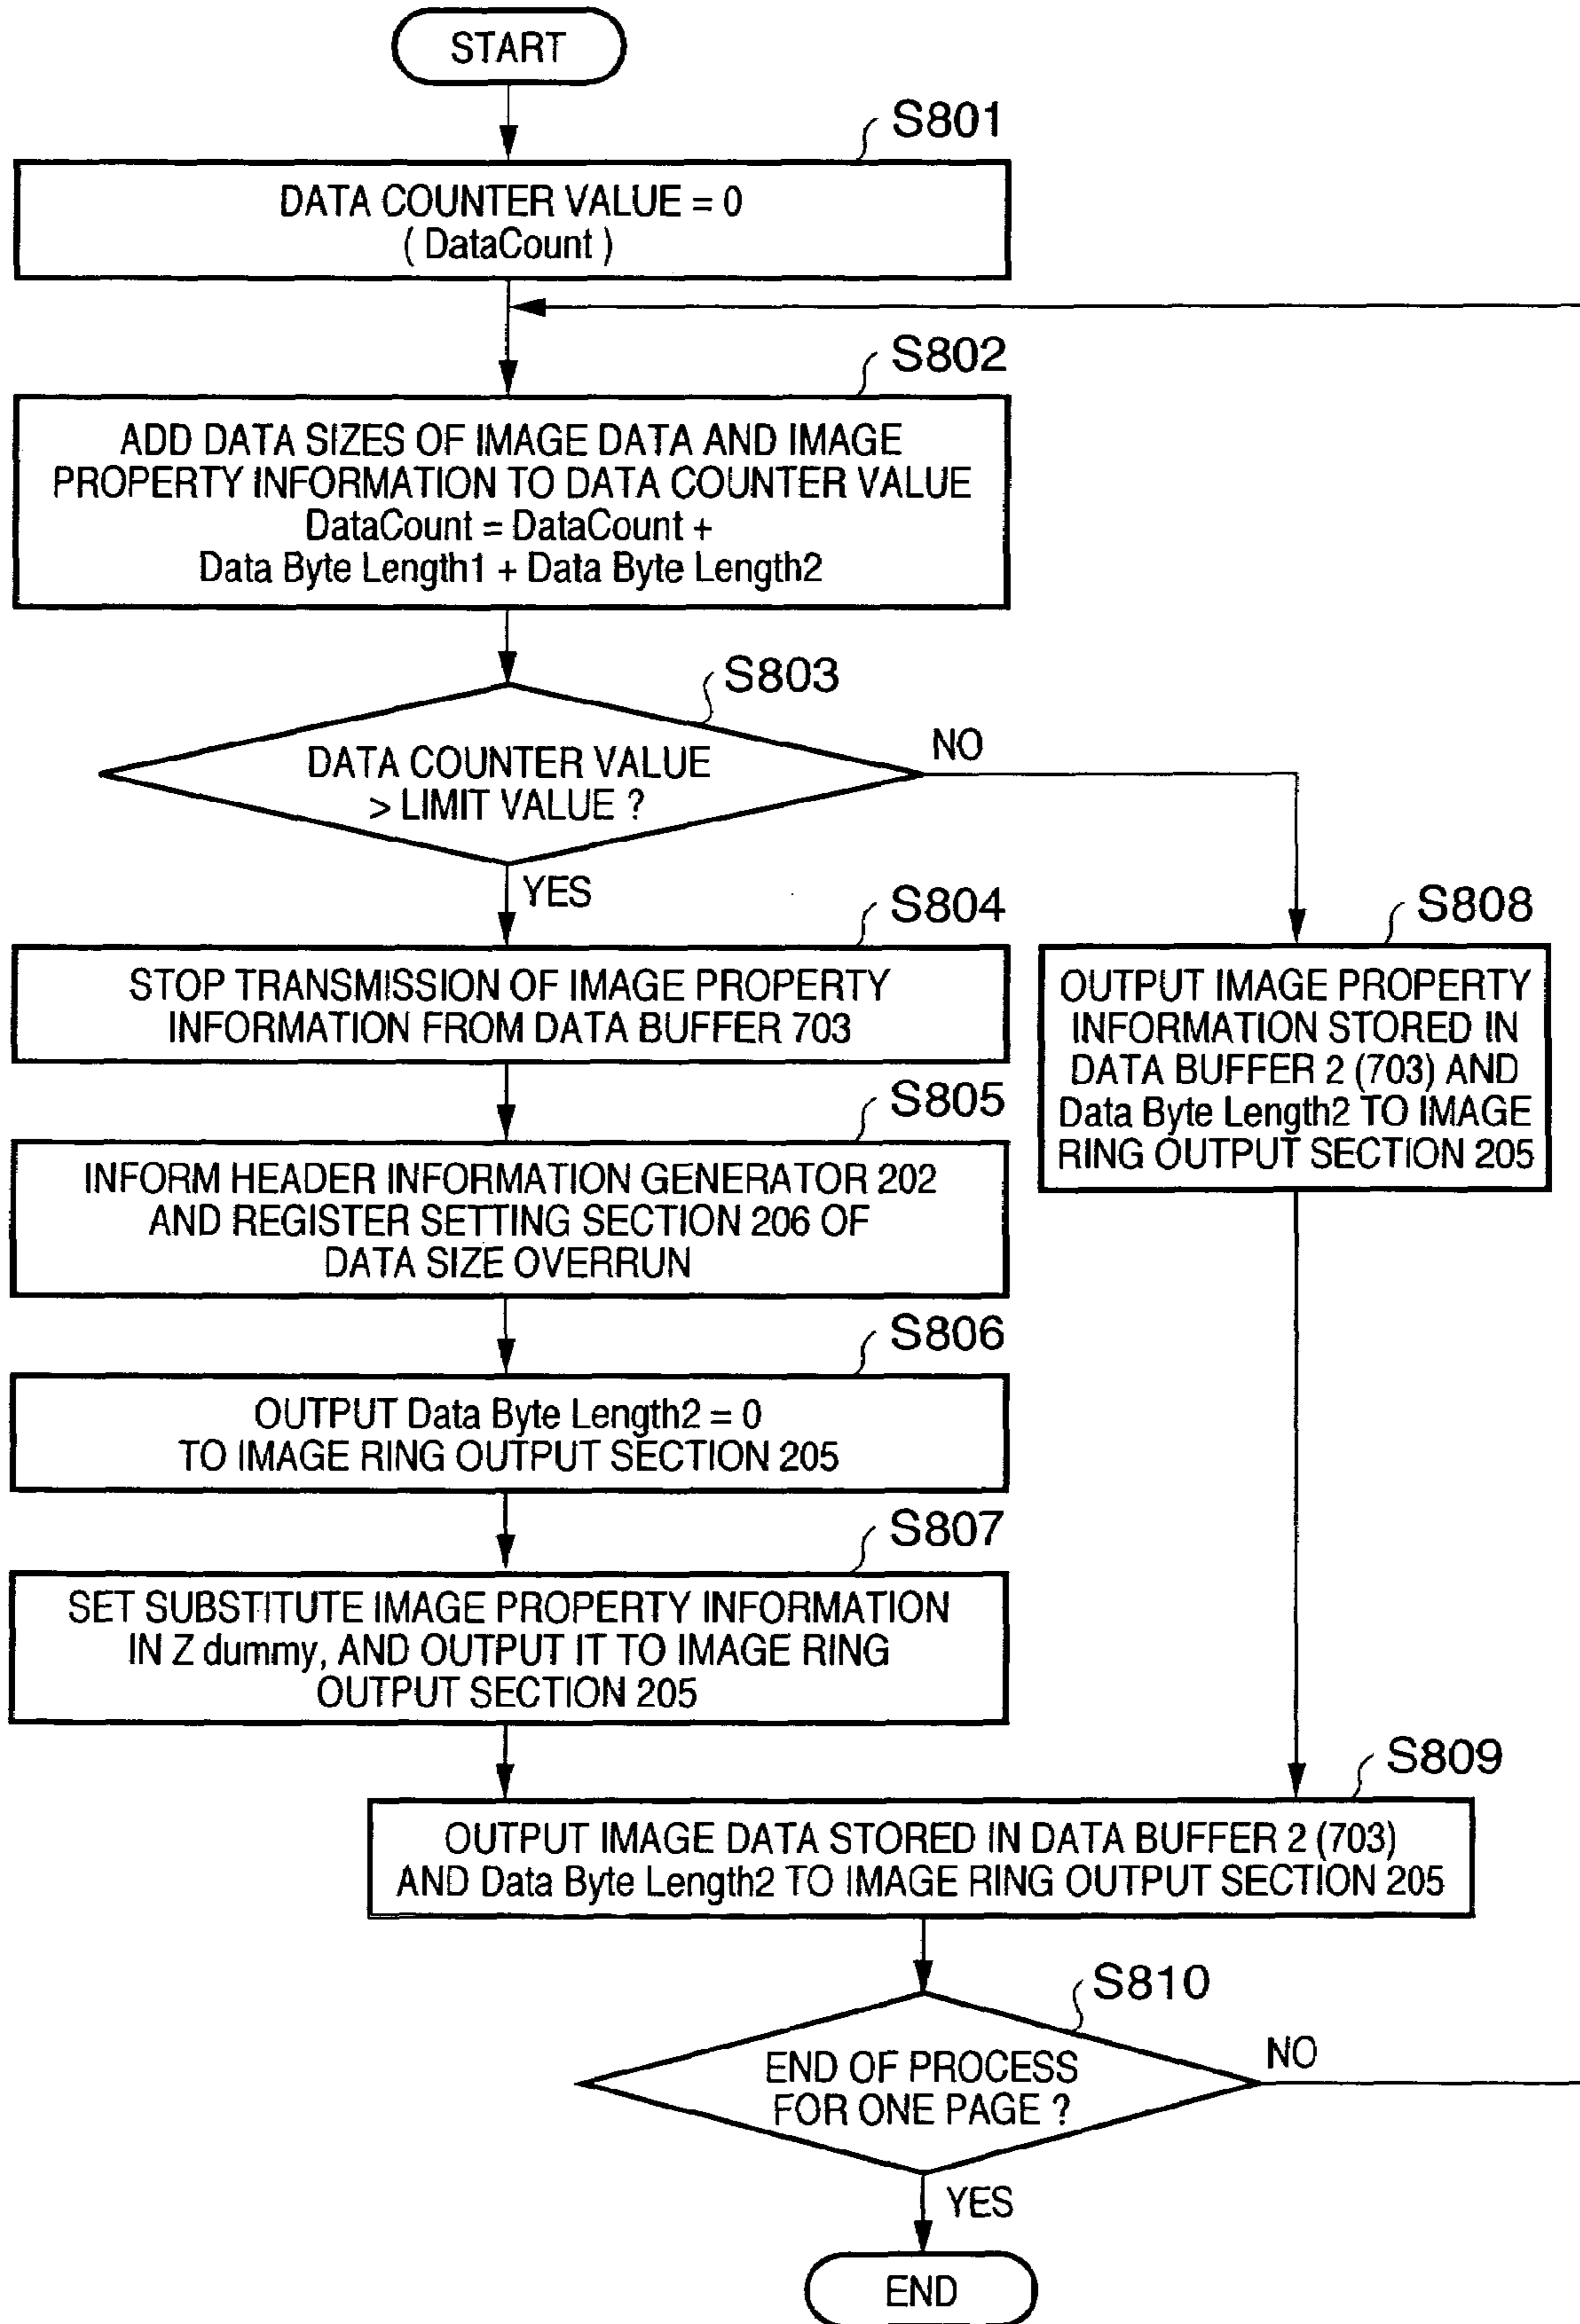 START
S801
DATA COUNTER VALUE = 0
( DataCount )
S802
ADD DATA SIZES OF IMAGE DATA AND IMAGE
PROPERTY INFORMATION TO DATA COUNTER VALUE
DataCount = DataCount +
Data Byte Length1 + Data Byte Length2
S803
DATA COUNTER VALUE
> LIMIT VALUE ?
NO
YES
S804
STOP TRANSMISSION OF IMAGE PROPERTY
INFORMATION FROM DATA BUFFER 703
S808
OUTPUT IMAGE PROPERTY
INFORMATION STORED IN
DATA BUFFER 2 (703) AND
Data Byte Length2 TO IMAGE
RING OUTPUT SECTION 205
S805
INFORM HEADER INFORMATION GENERATOR 202
AND REGISTER SETTING SECTION 206 OF
DATA SIZE OVERRUN
S806
OUTPUT Data Byte Length2 = 0
TO IMAGE RING OUTPUT SECTION 205
S807
SET SUBSTITUTE IMAGE PROPERTY INFORMATION
IN Z dummy, AND OUTPUT IT TO IMAGE RING
OUTPUT SECTION 205
S809
OUTPUT IMAGE DATA STORED IN DATA BUFFER 2 (703)
AND Data Byte Length2 TO IMAGE RING OUTPUT SECTION 205
S810
END OF PROCESS
FOR ONE PAGE ?
NO
YES
END